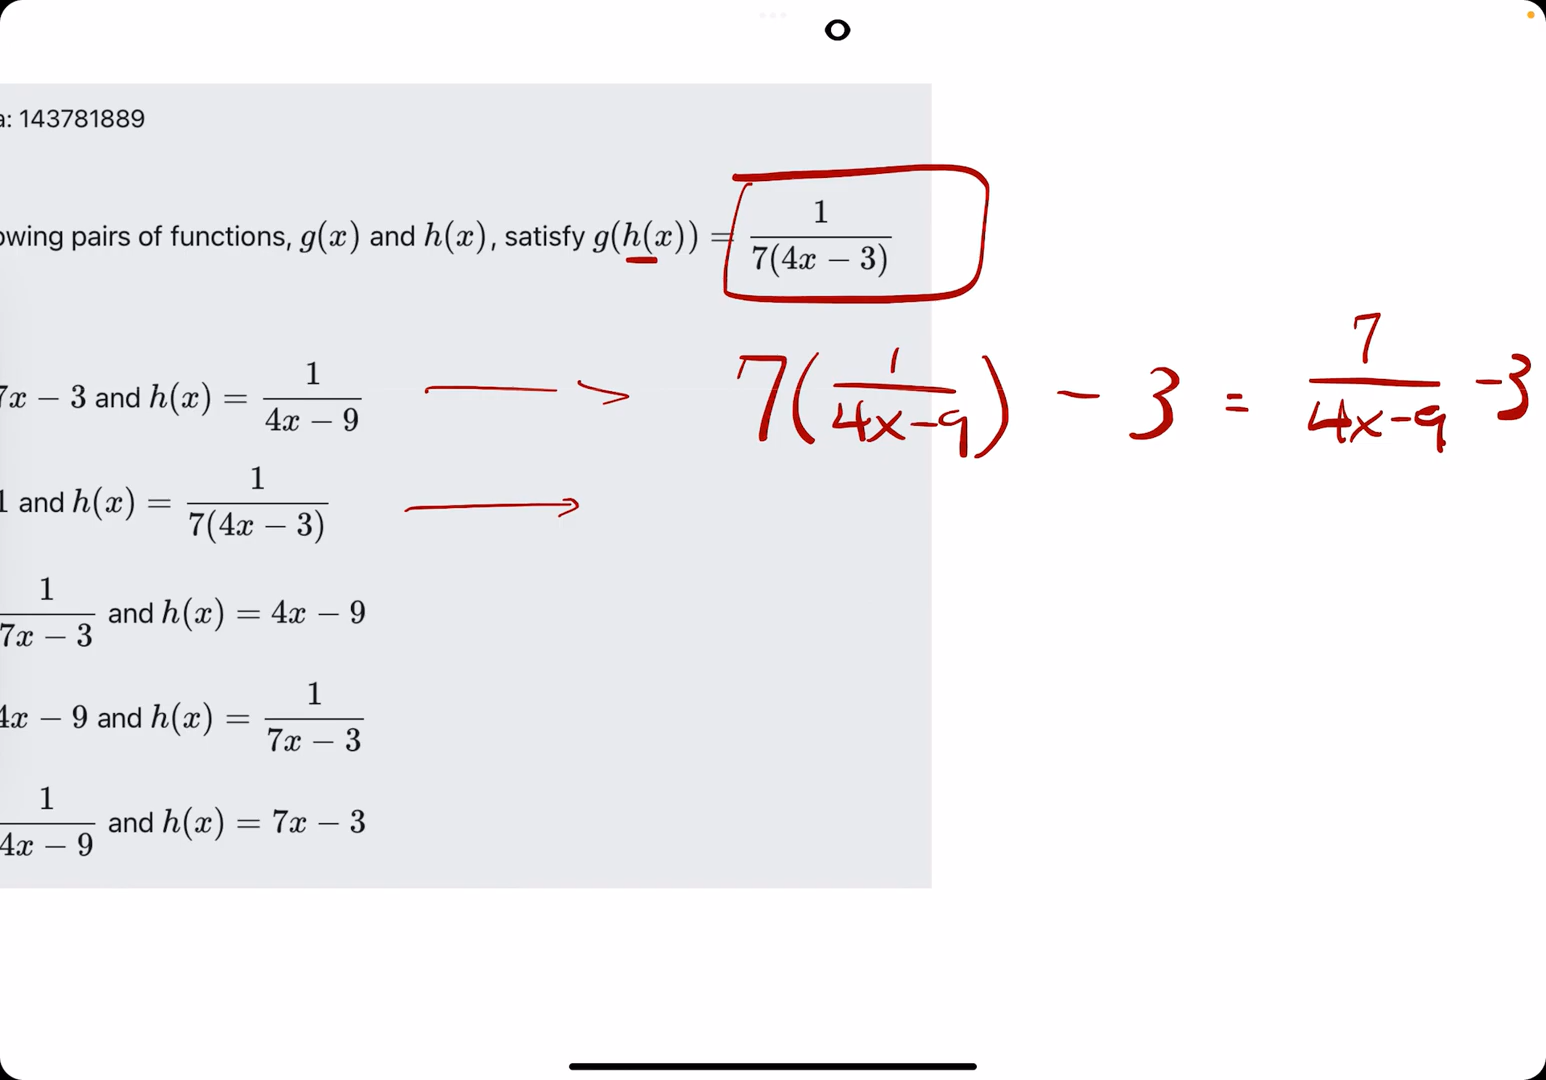 a: 143781889
owing pairs of functions, g(x) and h(x), satisfy g(h(x)) = 1/(7(4x − 3))
7x − 3 and h(x) = 1/(4x − 9)
7(1/(4x−9)) − 3 = 7/(4x−9) −3
1 and h(x) = 1/(7(4x − 3))
1/(7x − 3) and h(x) = 4x − 9
4x − 9 and h(x) = 1/(7x − 3)
1/(4x − 9) and h(x) = 7x − 3